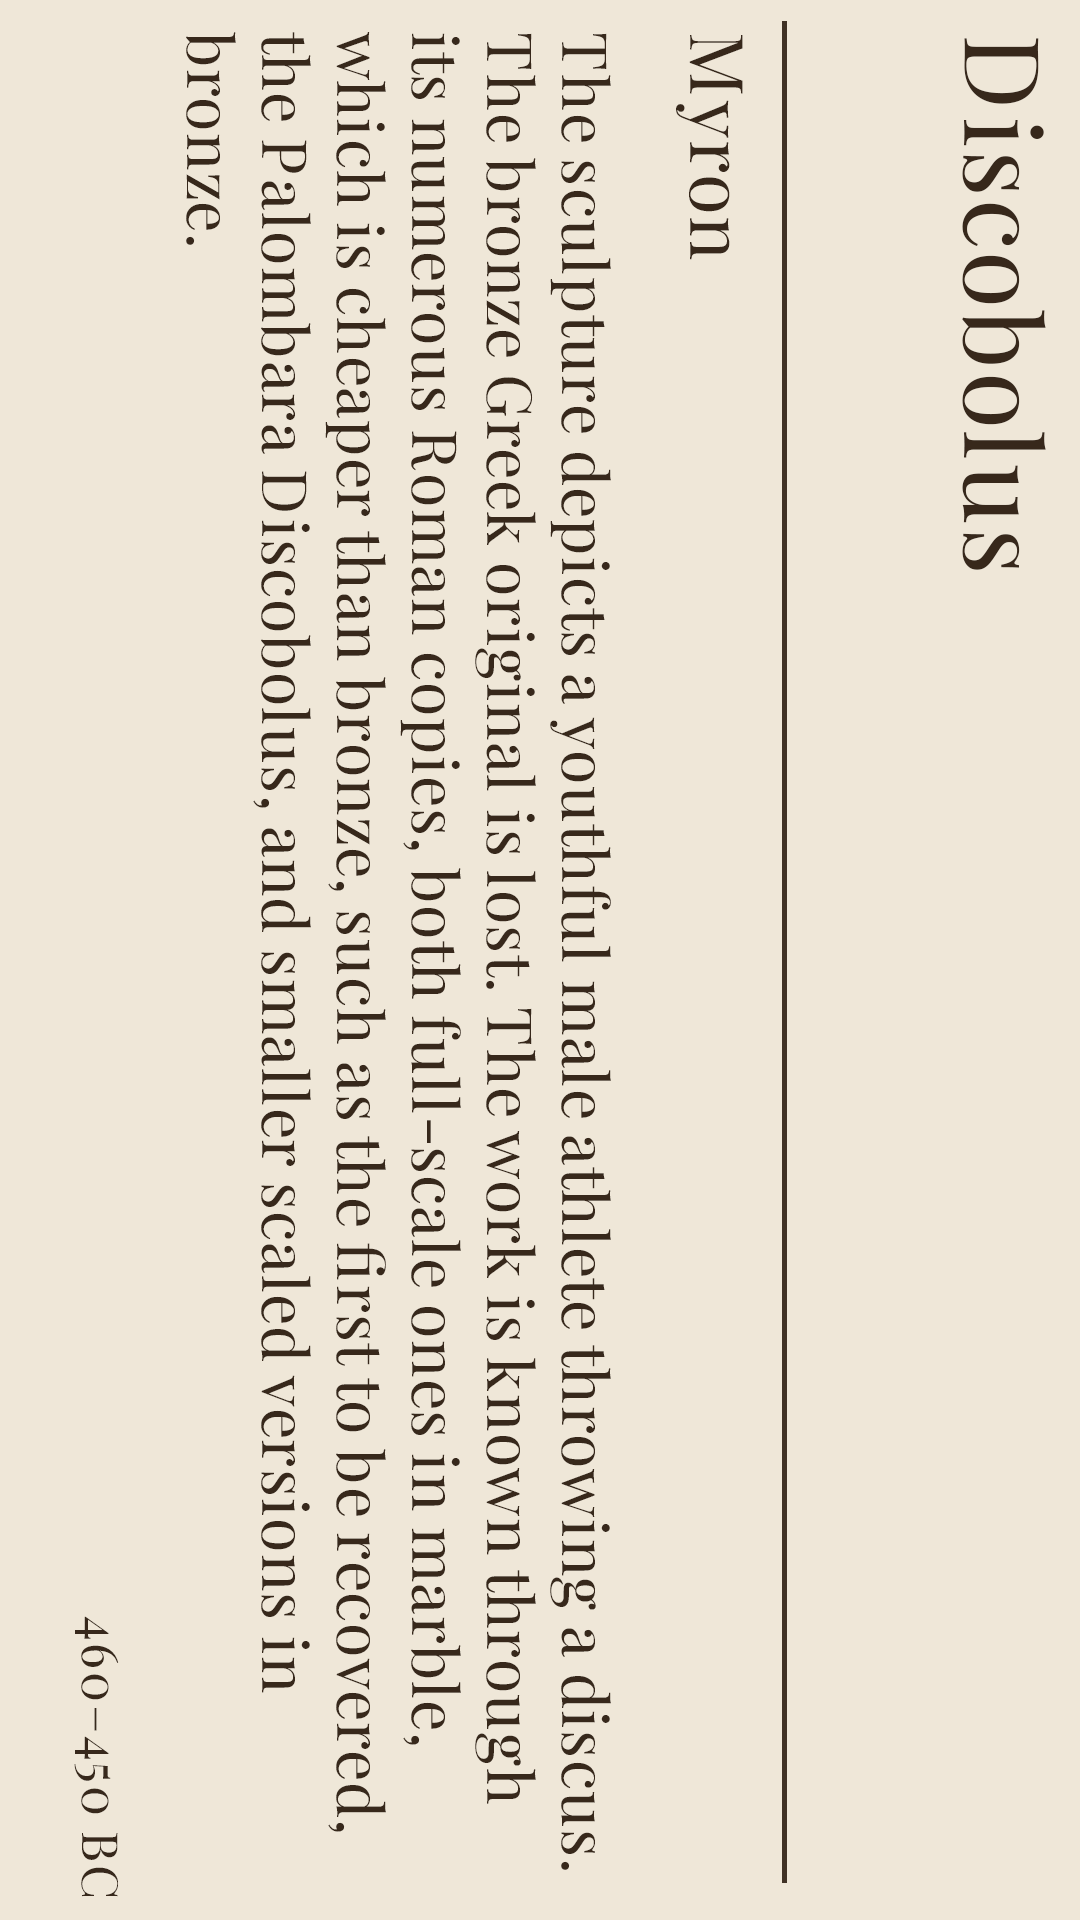 Discobolus
Myron
The sculpture depicts a youthful male athlete throwing a discus.
The bronze Greek original is lost. The work is known through
its numerous Roman copies, both full-scale ones in marble,
which is cheaper than bronze, such as the first to be recovered,
the Palombara Discobolus, and smaller scaled versions in
bronze.
460–450 BC